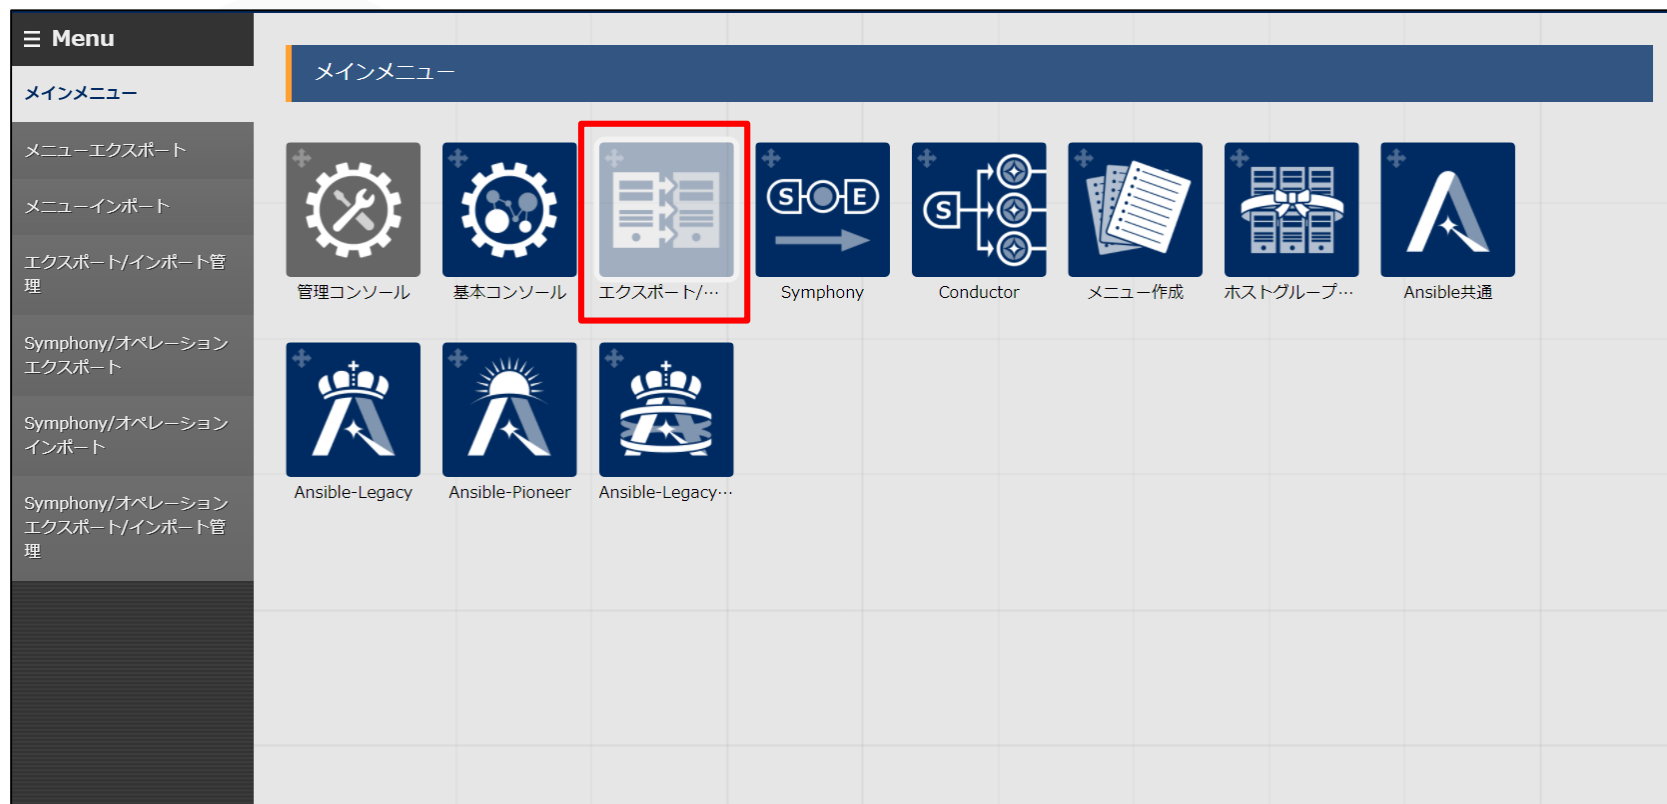 ☰ Menu
メインメニュー
メニューエクスポート
メニューインポート
エクスポート/インポート管
理
Symphony/オペレーション
エクスポート
Symphony/オペレーション
インポート
Symphony/オペレーション
エクスポート/インポート管
理
メインメニュー
S E
S
管理コンソール
基本コンソール
エクスポート/…
Symphony
Conductor
メニュー作成
ホストグループ…
Ansible共通
Ansible-Legacy
Ansible-Pioneer
Ansible-Legacy…